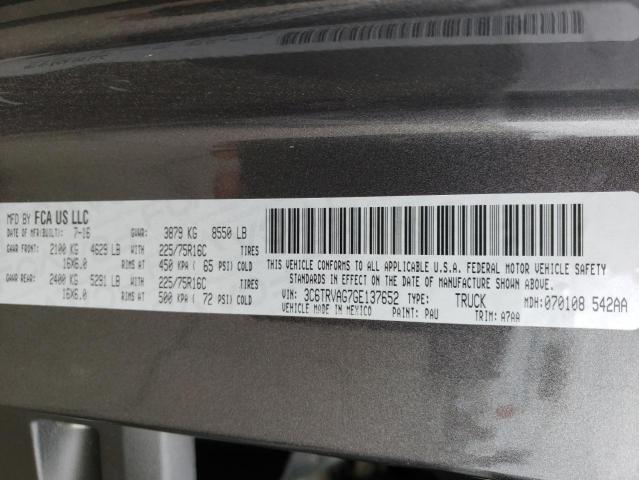 MFD BY FCA US LLC
DATE OF MFR(BUILT): 7-16 GVWR: 3879 KG 8550 LB
GAWR FRONT: 2100 KG 4629 LB WITH 225/75R16C TIRES
16X6.0 RIMS AT 450 KPA ( 65 PSI) COLD
GAWR REAR: 2400 KG 5291 LB WITH 225/75R16C TIRES
16X6.0 RIMS AT 500 KPA ( 72 PSI) COLD
THIS VEHICLE CONFORMS TO ALL APPLICABLE U.S.A. FEDERAL MOTOR VEHICLE SAFETY
STANDARDS IN EFFECT ON THE DATE OF MANUFACTURE SHOWN ABOVE.
VIN: 3C6TRVAG7GE137652 TYPE: TRUCK MDH: 070108 542AA
VEHICLE MADE IN MEXICO PAINT: PAU TRIM: A7AA